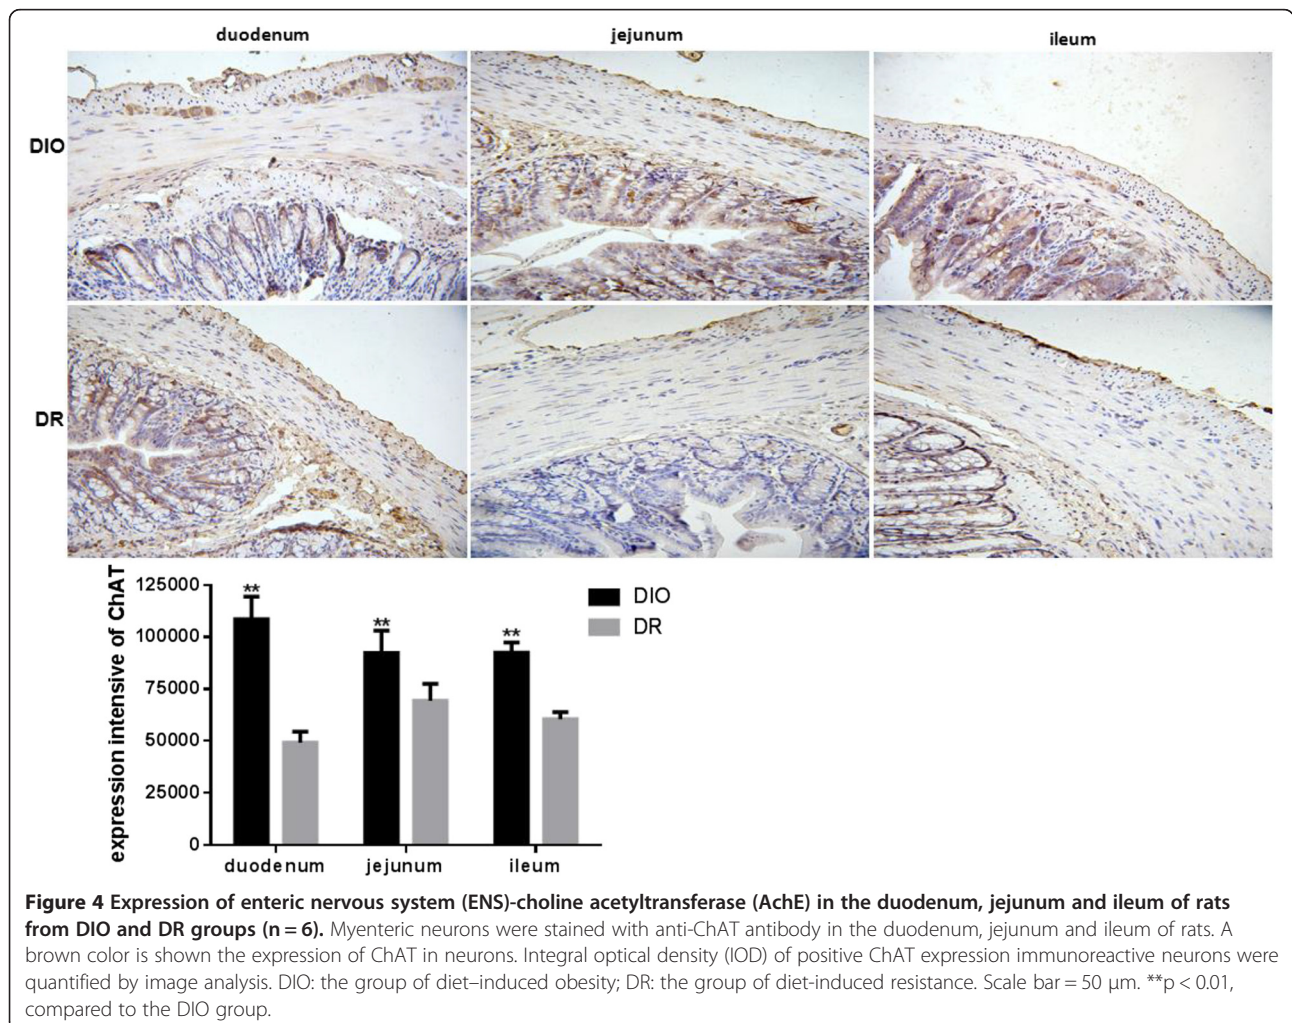 duodenum
jejunum
ileum
DIO
DR
expression intensive of ChAT
125000
100000
75000
50000
25000
0
**
**
**
DIO
DR
duodenum
jejunum
ileum
Figure 4 Expression of enteric nervous system (ENS)-choline acetyltransferase (AchE) in the duodenum, jejunum and ileum of rats
from DIO and DR groups (n = 6). Myenteric neurons were stained with anti-ChAT antibody in the duodenum, jejunum and ileum of rats. A
brown color is shown the expression of ChAT in neurons. Integral optical density (IOD) of positive ChAT expression immunoreactive neurons were
quantified by image analysis. DIO: the group of diet–induced obesity; DR: the group of diet-induced resistance. Scale bar = 50 μm. **p < 0.01,
compared to the DIO group.